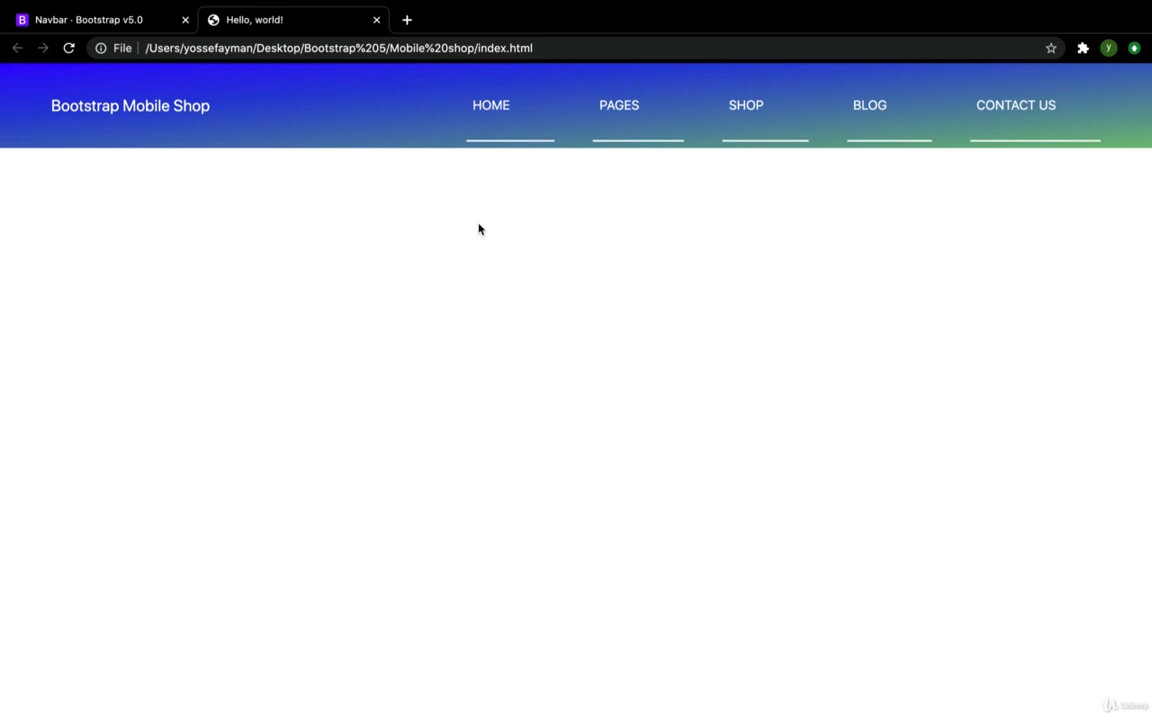 B Navbar · Bootstrap v5.0
Hello, world!
File /Users/yossefayman/Desktop/Bootstrap%205/Mobile%20shop/index.html
y
Bootstrap Mobile Shop
HOME
PAGES
SHOP
BLOG
CONTACT US
Udemy